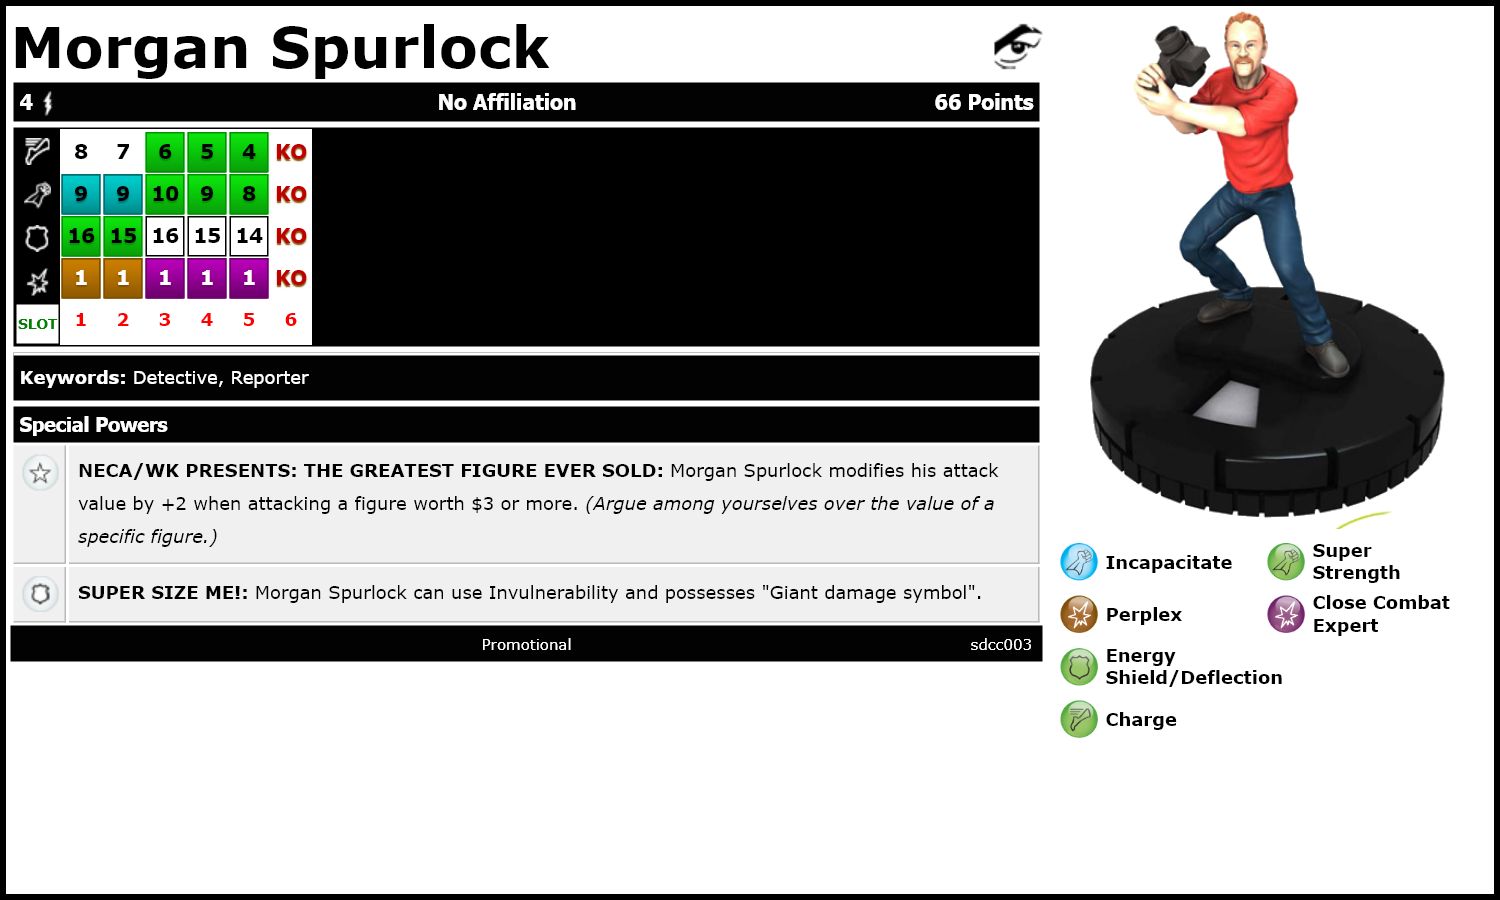 Morgan Spurlock
4 No Affiliation 66 Points
8 7 6 5 4 KO
9 9 10 9 8 KO
16 15 16 15 14 KO
1 1 1 1 1 KO
SLOT 1 2 3 4 5 6
Keywords: Detective, Reporter
Special Powers
NECA/WK PRESENTS: THE GREATEST FIGURE EVER SOLD: Morgan Spurlock modifies his attack
value by +2 when attacking a figure worth $3 or more. (Argue among yourselves over the value of a
specific figure.)
SUPER SIZE ME!: Morgan Spurlock can use Invulnerability and possesses "Giant damage symbol".
Promotional sdcc003
Incapacitate
Perplex
Energy
Shield/Deflection
Charge
Super
Strength
Close Combat
Expert